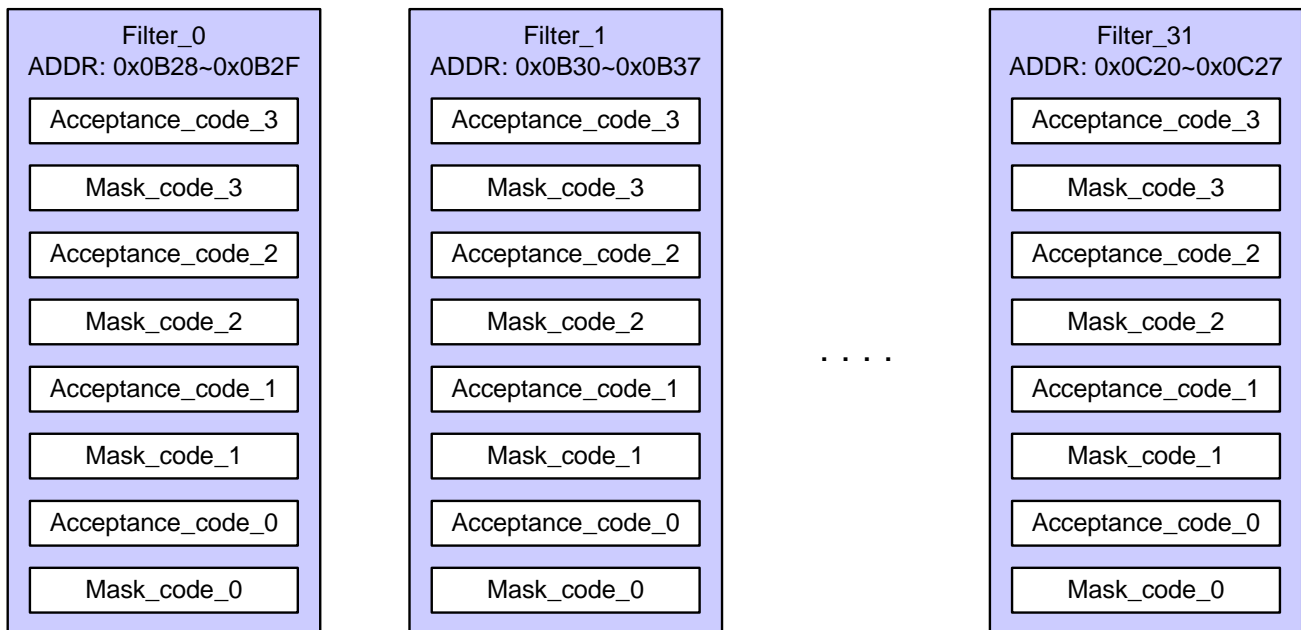 Filter_0
ADDR: 0x0B28~0x0B2F
Acceptance_code_3
Mask_code_3
Acceptance_code_2
Mask_code_2
Acceptance_code_1
Mask_code_1
Acceptance_code_0
Mask_code_0
Filter_1
ADDR: 0x0B30~0x0B37
Acceptance_code_3
Mask_code_3
Acceptance_code_2
Mask_code_2
Acceptance_code_1
Mask_code_1
Acceptance_code_0
Mask_code_0
. . . .
Filter_31
ADDR: 0x0C20~0x0C27
Acceptance_code_3
Mask_code_3
Acceptance_code_2
Mask_code_2
Acceptance_code_1
Mask_code_1
Acceptance_code_0
Mask_code_0